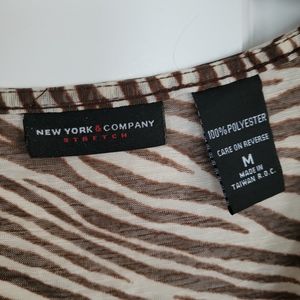 NEW YORK & COMPANY
STRETCH
100% POLYESTER
CARE ON REVERSE
M
MADE IN
TAIWAN R.O.C.